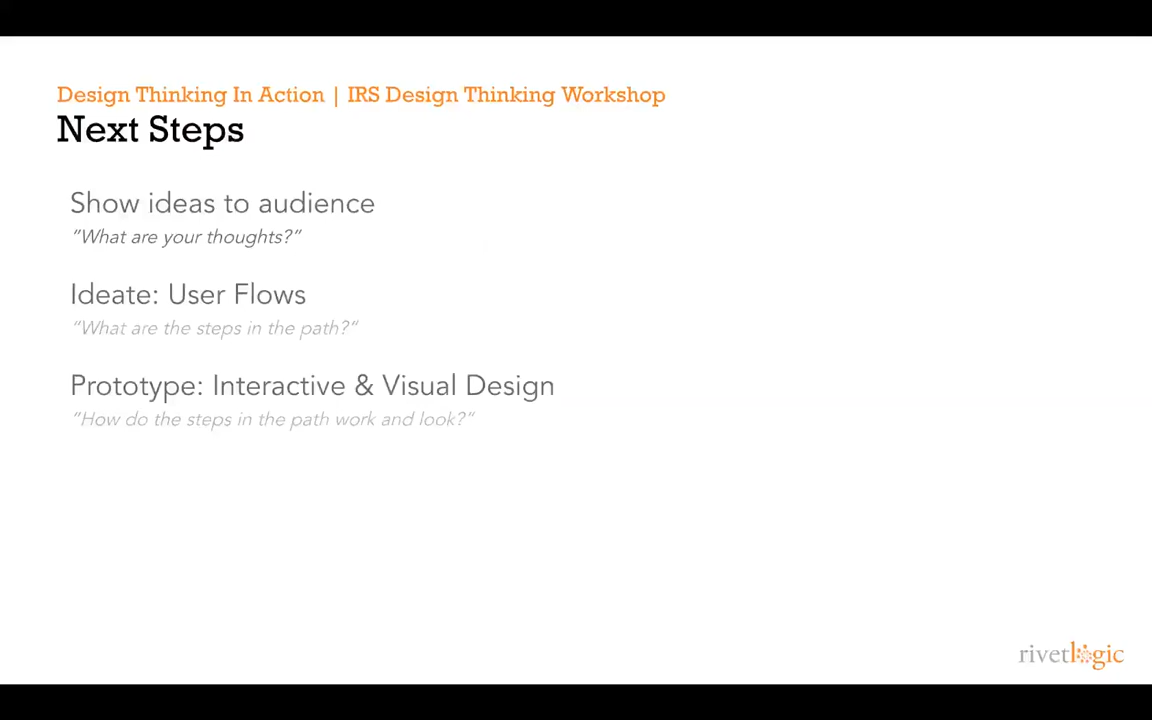 Design Thinking In Action | IRS Design Thinking Workshop
Next Steps
Show ideas to audience
“What are your thoughts?”
Ideate: User Flows
“What are the steps in the path?”
Prototype: Interactive & Visual Design
“How do the steps in the path work and look?”
rivetlogic